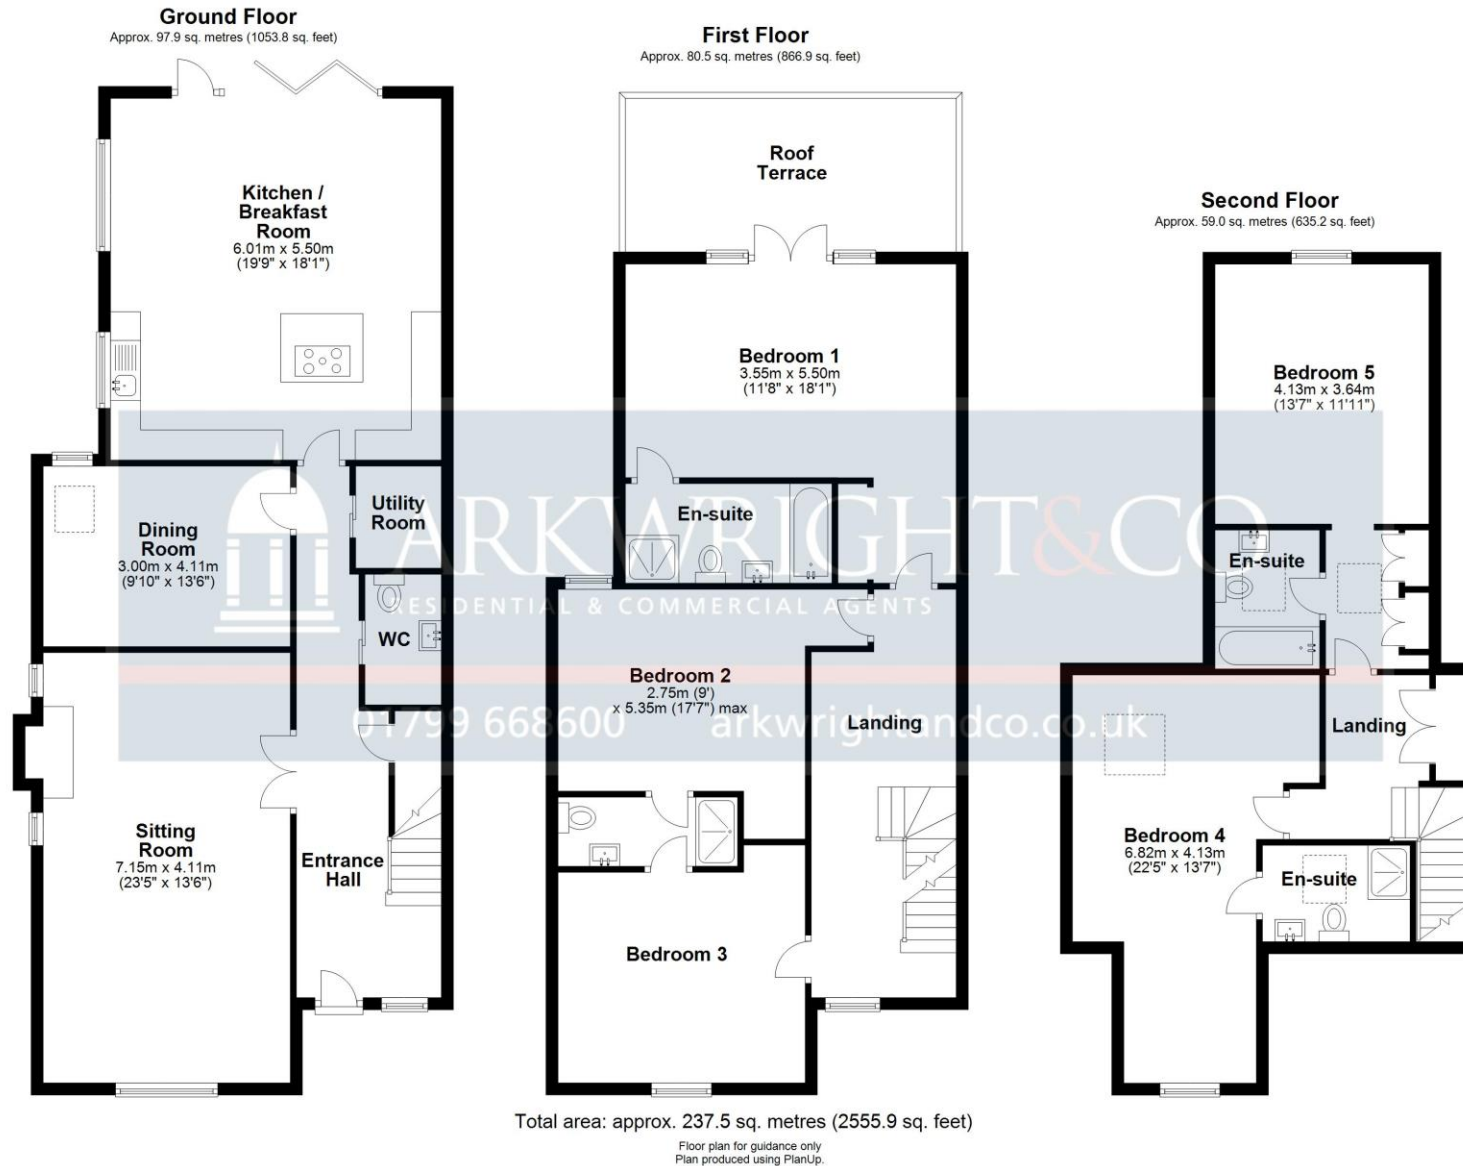 Ground Floor
Approx. 97.9 sq. metres (1053.8 sq. feet)
Kitchen /
Breakfast
Room
6.01m x 5.50m
(19'9" x 18'1")
Utility
Room
Dining
Room
3.00m x 4.11m
(9'10" x 13'6")
WC
Sitting
Room
7.15m x 4.11m
(23'5" x 13'6")
Entrance
Hall
First Floor
Approx. 80.5 sq. metres (866.9 sq. feet)
Roof
Terrace
Bedroom 1
3.55m x 5.50m
(11'8" x 18'1")
En-suite
Bedroom 2
2.75m (9')
x 5.35m (17'7") max
Landing
Bedroom 3
Second Floor
Approx. 59.0 sq. metres (635.2 sq. feet)
Bedroom 5
4.13m x 3.64m
(13'7" x 11'11")
En-suite
Landing
Bedroom 4
6.82m x 4.13m
(22'5" x 13'7")
En-suite
ARKWRIGHT&CO
RESIDENTIAL & COMMERCIAL AGENTS
01799 668600 arkwrightandco.co.uk
Total area: approx. 237.5 sq. metres (2555.9 sq. feet)
Floor plan for guidance only
Plan produced using PlanUp.